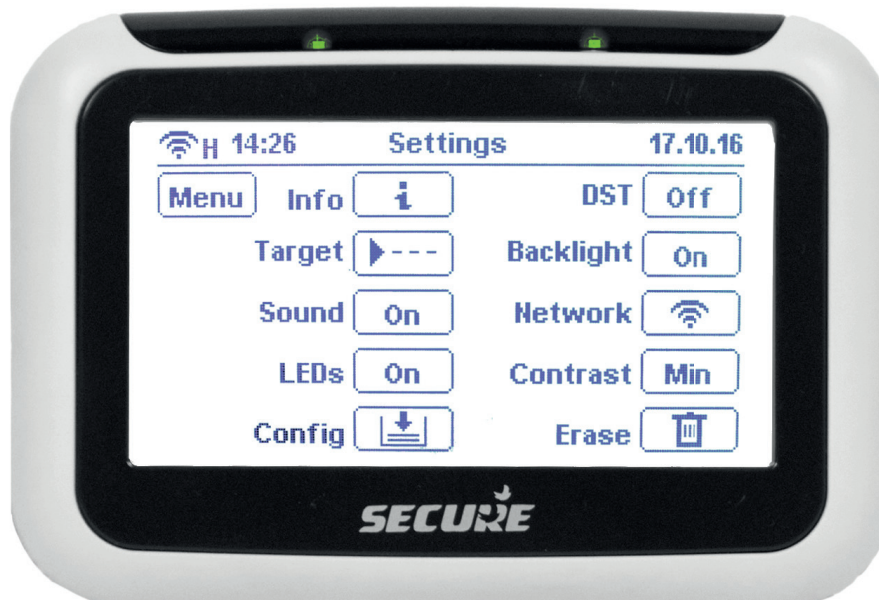 H 14:26 Settings 17.10.16
Menu Info i DST Off
Target --- Backlight On
Sound On Network
LEDs On Contrast Min
Config Erase
SECURE